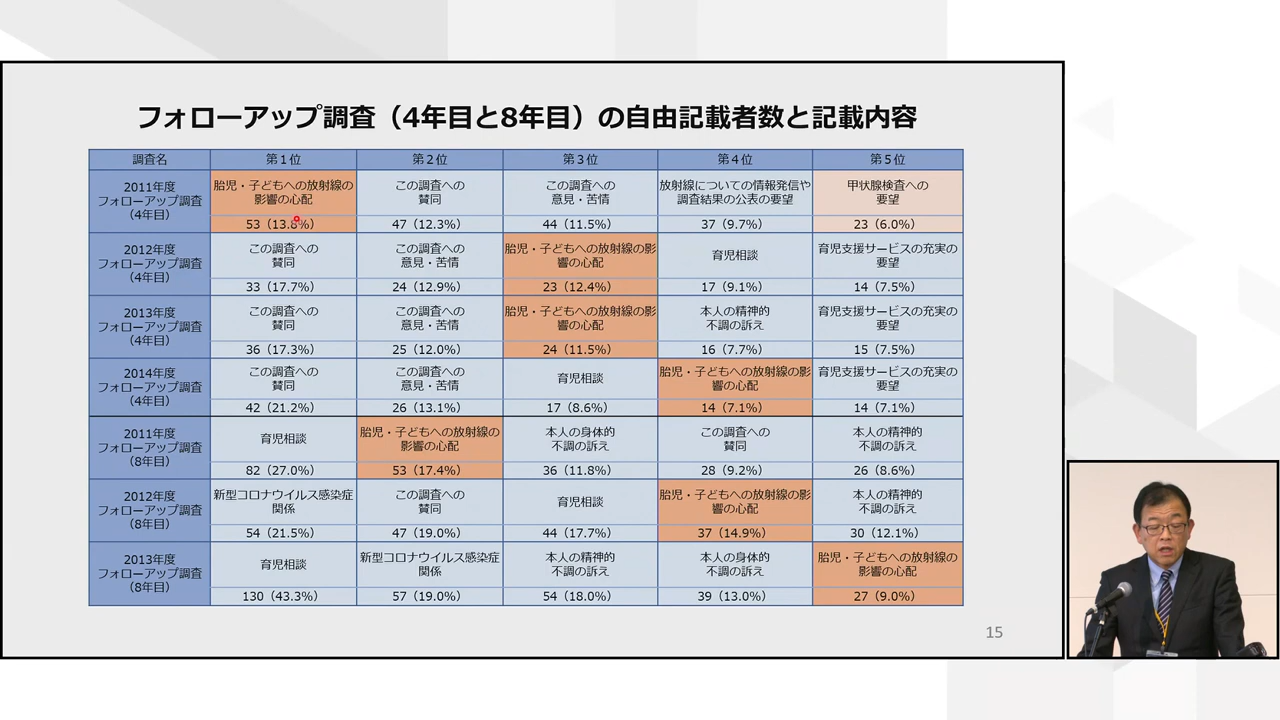 フォローアップ調査（4年目と8年目）の自由記載者数と記載内容
調査名
第１位
第２位
第３位
第４位
第５位
2011年度
フォローアップ調査
（4年目）
胎児・子どもへの放射線の
影響の心配
53（13.8%）
この調査への
賛同
47（12.3%）
この調査への
意見・苦情
44（11.5%）
放射線についての情報発信や
調査結果の公表の要望
37（9.7%）
甲状腺検査への
要望
23（6.0%）
2012年度
フォローアップ調査
（4年目）
この調査への
賛同
33（17.7%）
この調査への
意見・苦情
24（12.9%）
胎児・子どもへの放射線の影
響の心配
23（12.4%）
育児相談
17（9.1%）
育児支援サービスの充実の
要望
14（7.5%）
2013年度
フォローアップ調査
（4年目）
この調査への
賛同
36（17.3%）
この調査への
意見・苦情
25（12.0%）
胎児・子どもへの放射線の影
響の心配
24（11.5%）
本人の精神的
不調の訴え
16（7.7%）
育児支援サービスの充実の
要望
15（7.5%）
2014年度
フォローアップ調査
（4年目）
この調査への
賛同
42（21.2%）
この調査への
意見・苦情
26（13.1%）
育児相談
17（8.6%）
胎児・子どもへの放射線の影
響の心配
14（7.1%）
育児支援サービスの充実の
要望
14（7.1%）
2011年度
フォローアップ調査
（8年目）
育児相談
82（27.0%）
胎児・子どもへの放射線の
影響の心配
53（17.4%）
本人の身体的
不調の訴え
36（11.8%）
この調査への
賛同
28（9.2%）
本人の精神的
不調の訴え
26（8.6%）
2012年度
フォローアップ調査
（8年目）
新型コロナウイルス感染症
関係
54（21.5%）
この調査への
賛同
47（19.0%）
育児相談
44（17.7%）
胎児・子どもへの放射線の影
響の心配
37（14.9%）
本人の精神的
不調の訴え
30（12.1%）
2013年度
フォローアップ調査
（8年目）
育児相談
130（43.3%）
新型コロナウイルス感染症
関係
57（19.0%）
本人の精神的
不調の訴え
54（18.0%）
本人の身体的
不調の訴え
39（13.0%）
胎児・子どもへの放射線の
影響の心配
27（9.0%）
15